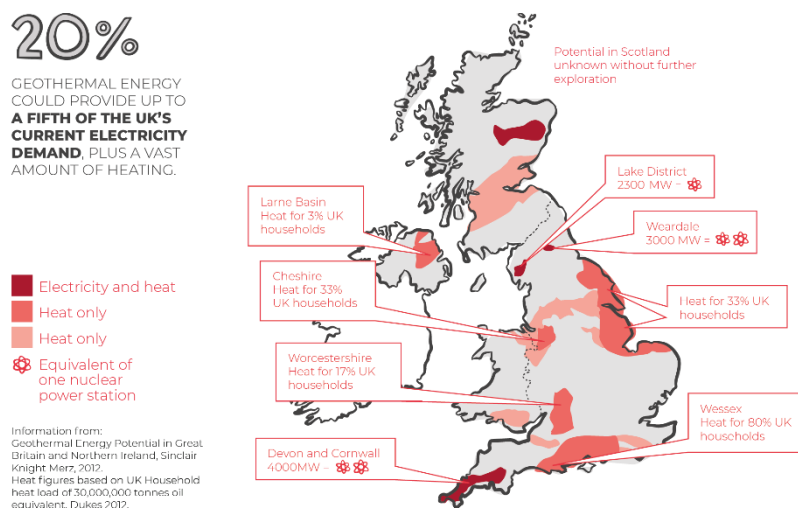 20%
GEOTHERMAL ENERGY
COULD PROVIDE UP TO
A FIFTH OF THE UK'S
CURRENT ELECTRICITY
DEMAND, PLUS A VAST
AMOUNT OF HEATING.
Potential in Scotland
unknown without further
exploration
Lake District
2300 MW –
Larne Basin
Heat for 3% UK
households
Weardale
3000 MW =
Cheshire
Heat for 33%
UK households
Heat for 33% UK
households
Electricity and heat
Heat only
Heat only
Equivalent of
one nuclear
power station
Worcestershire
Heat for 17% UK
households
Wessex
Heat for 80% UK
households
Devon and Cornwall
4000MW –
Information from:
Geothermal Energy Potential in Great
Britain and Northern Ireland, Sinclair
Knight Merz, 2012.
Heat figures based on UK Household
heat load of 30,000,000 tonnes oil
equivalent. Dukes 2012.